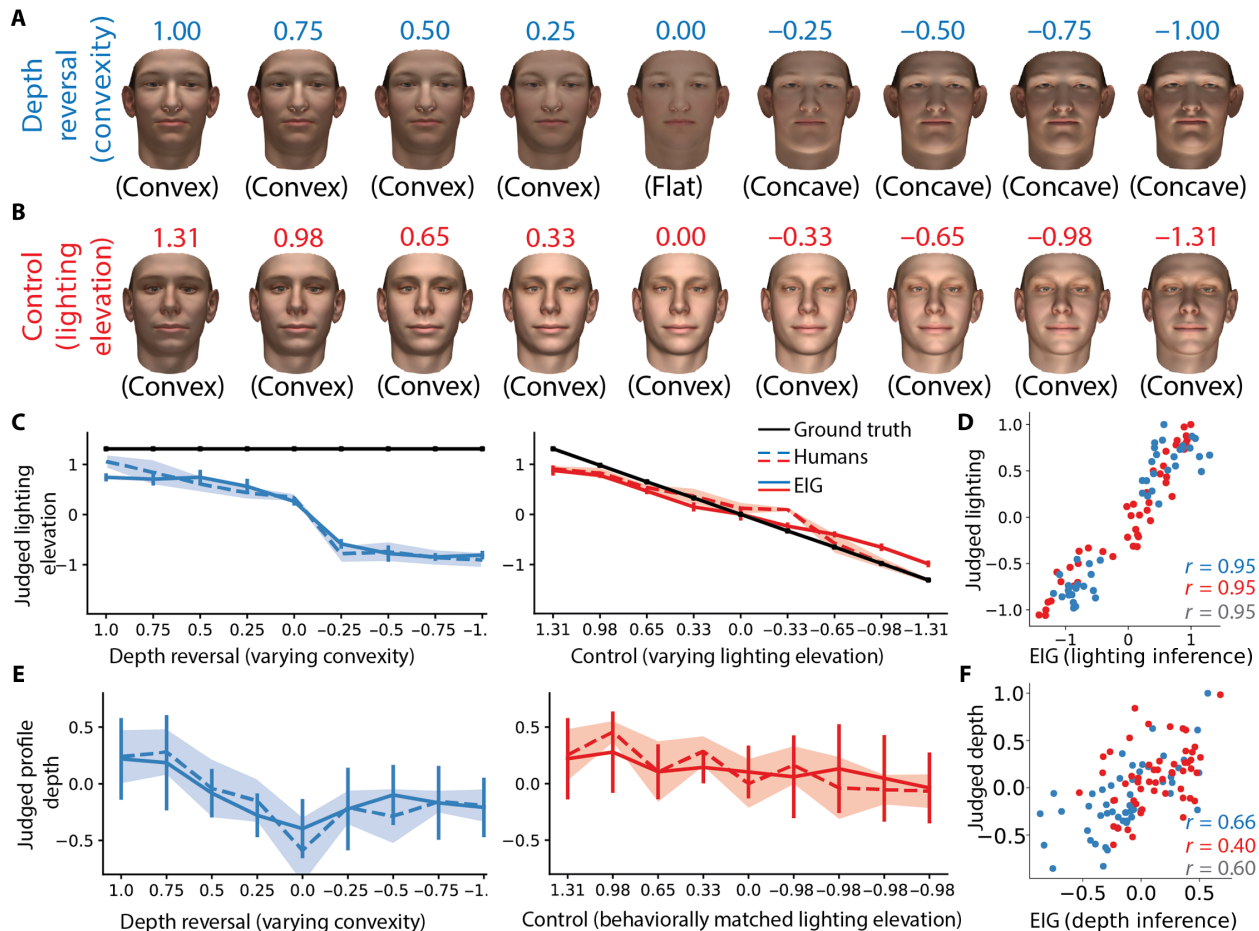 A
Depth
reversal
(convexity)
1.00 0.75 0.50 0.25 0.00 −0.25 −0.50 −0.75 −1.00
(Convex) (Convex) (Convex) (Convex) (Flat) (Concave) (Concave) (Concave) (Concave)
B
Control
(lighting
elevation)
1.31 0.98 0.65 0.33 0.00 −0.33 −0.65 −0.98 −1.31
(Convex) (Convex) (Convex) (Convex) (Convex) (Convex) (Convex) (Convex) (Convex)
C
Judged lighting
elevation
1
0
−1
1.0 0.75 0.5 0.25 0.0 −0.25 −0.5 −0.75 −1.
Depth reversal (varying convexity)
Ground truth
Humans
EIG
1
0
−1
1.31 0.98 0.65 0.33 0.0 −0.33 −0.65 −0.98 −1.31
Control (varying lighting elevation)
D
Judged lighting
1.0
0.5
0.0
−0.5
−1.0
r = 0.95
r = 0.95
r = 0.95
−1 0 1
EIG (lighting inference)
E
Judged profile
depth
0.5
0.0
−0.5
1.0 0.75 0.5 0.25 0.0 −0.25 −0.5 −0.75 −1.
Depth reversal (varying convexity)
0.5
0.0
−0.5
1.31 0.98 0.65 0.33 0.0 −0.98 −0.98 −0.98 −0.98
Control (behaviorally matched lighting elevation)
F
Judged depth
1.0
0.5
0.0
−0.5
r = 0.66
r = 0.40
r = 0.60
−0.5 0.0 0.5
EIG (depth inference)